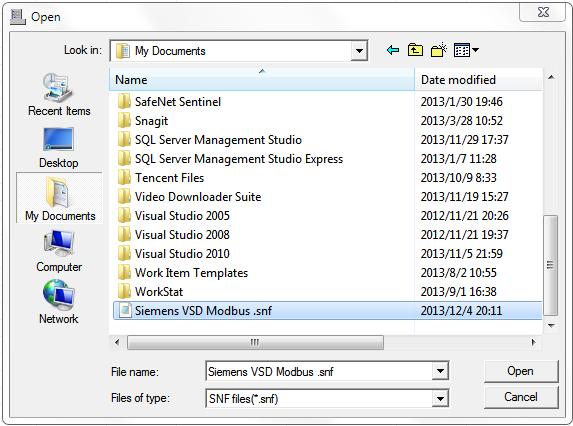 Open
Look in: My Documents
Name Date modified
Recent Items
Desktop
My Documents
Computer
Network
SafeNet Sentinel 2013/1/30 19:46
Snagit 2013/3/28 10:52
SQL Server Management Studio 2013/11/29 17:37
SQL Server Management Studio Express 2013/1/7 11:28
Tencent Files 2013/10/9 8:33
Video Downloader Suite 2013/11/19 15:27
Visual Studio 2005 2012/11/21 20:26
Visual Studio 2008 2012/11/21 19:37
Visual Studio 2010 2013/11/5 21:59
Work Item Templates 2013/8/2 10:55
WorkStat 2013/9/1 16:38
Siemens VSD Modbus .snf 2013/12/4 20:11
File name: Siemens VSD Modbus .snf Open
Files of type: SNF files(*.snf) Cancel